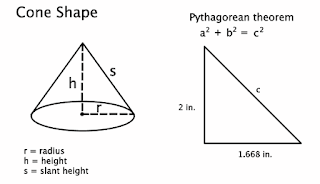 Cone Shape
Pythagorean theorem
a² + b² = c²
s
h
r
c
2 in.
1.668 in.
r = radius
h = height
s = slant height